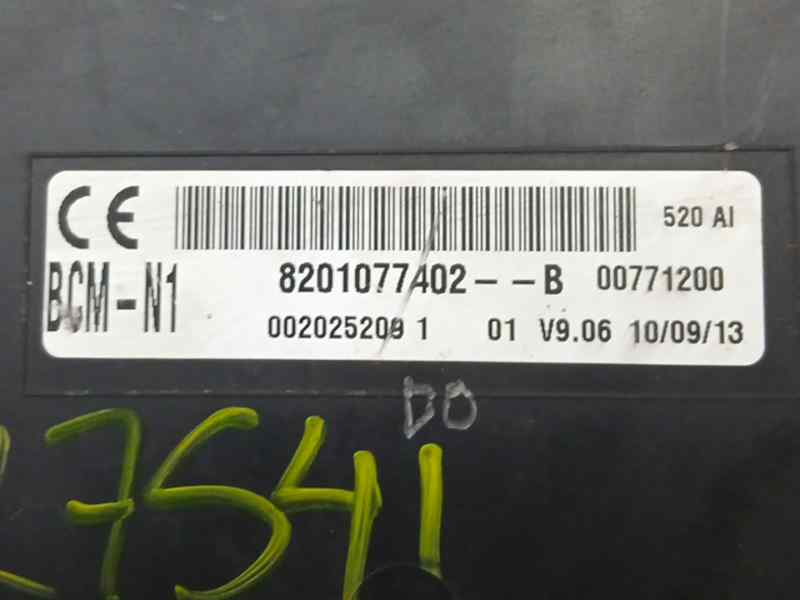 CE 520 AI
BCM-N1 8201077402--B 00771200
002025209 1 01 V9.06 10/09/13
DO
7541